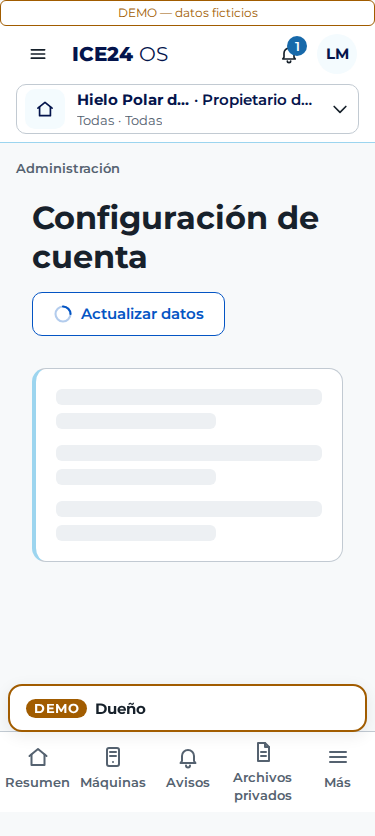 DEMO — datos ficticios
ICE24 OS
1
LM
Hielo Polar d... · Propietario d...
Todas · Todas
Administración
Configuración de
cuenta
Actualizar datos
DEMO Dueño
Resumen
Máquinas
Avisos
Archivos
privados
Más